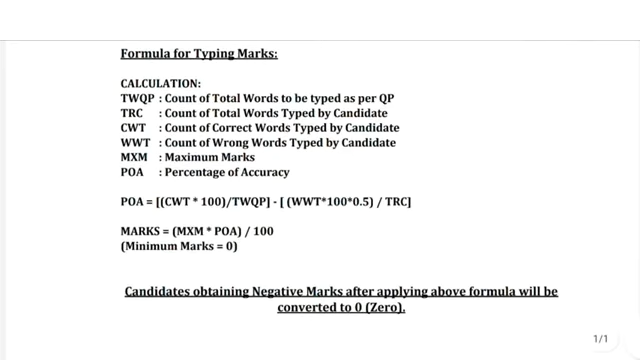 Formula for Typing Marks:
CALCULATION:
TWQP : Count of Total Words to be typed as per QP
TRC : Count of Total Words Typed by Candidate
CWT : Count of Correct Words Typed by Candidate
WWT : Count of Wrong Words Typed by Candidate
MXM : Maximum Marks
POA : Percentage of Accuracy
POA = [(CWT * 100)/TWQP] - [ (WWT*100*0.5) / TRC]
MARKS = (MXM * POA) / 100
(Minimum Marks = 0)
Candidates obtaining Negative Marks after applying above formula will be
converted to 0 (Zero).
1/1